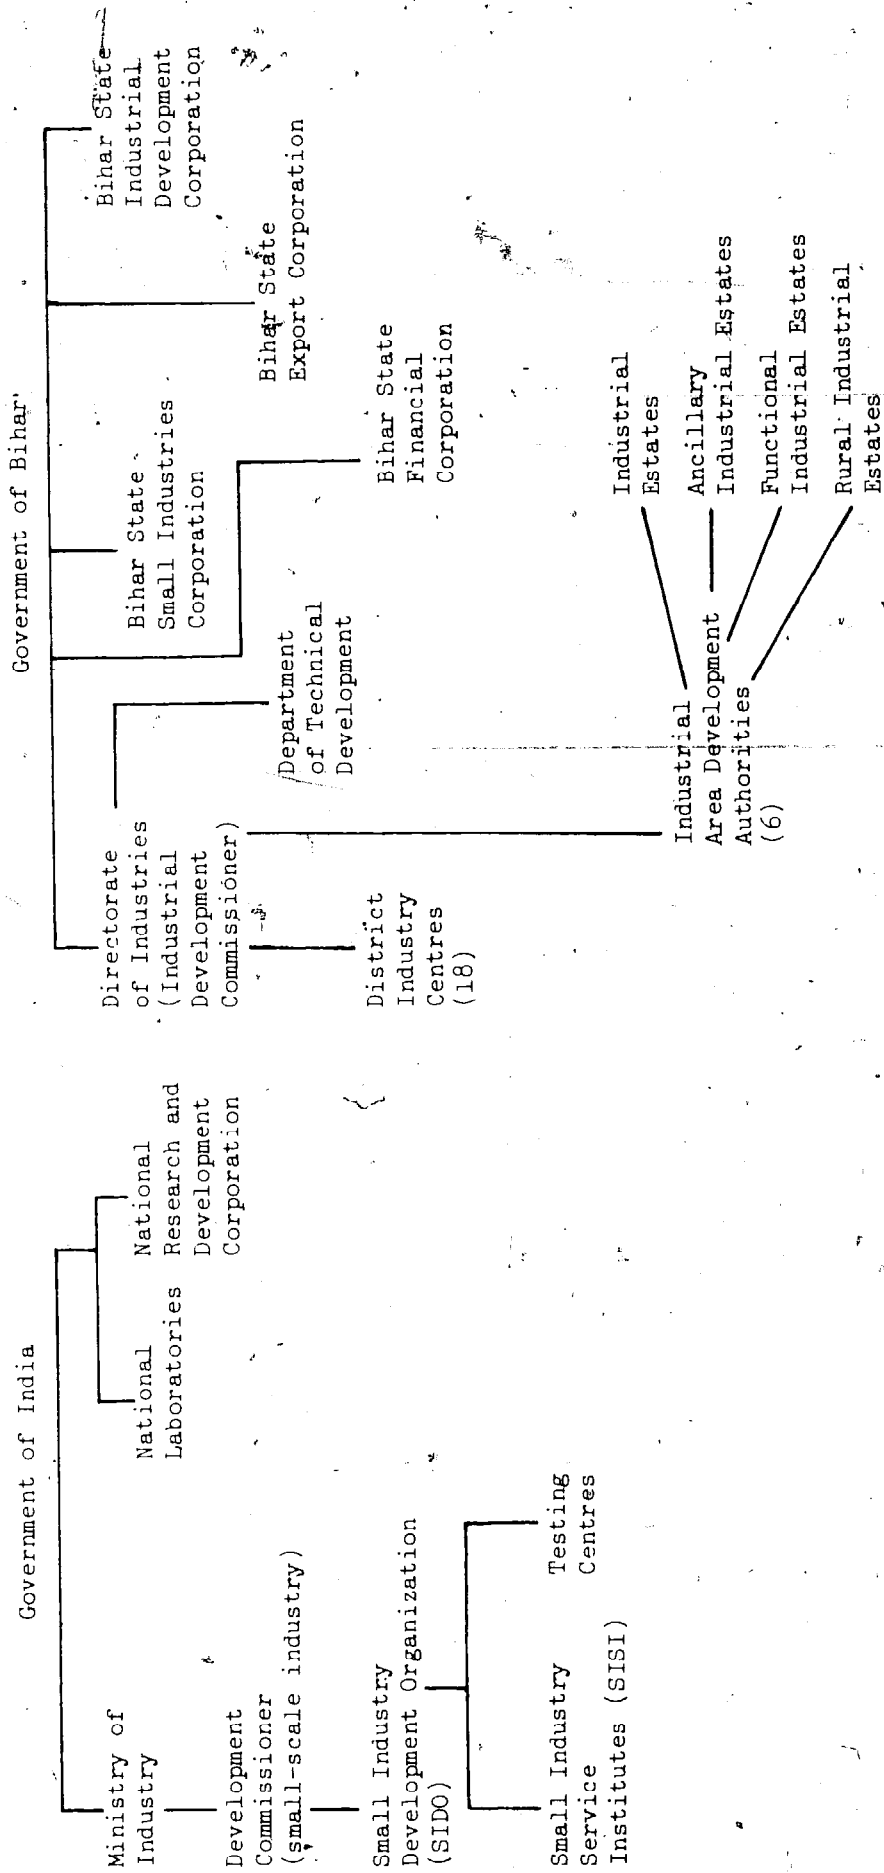 Government of India
Ministry of
Industry
Development
Commissioner
(small-scale industry)
Small Industry
Development Organization
(SIDO)
Small Industry
Service
Institutes (SISI)
Testing
Centres
National
Laboratories
National
Research and
Development
Corporation
Government of Bihar
Directorate
of Industries
(Industrial
Development
Commissioner)
District
Industry
Centres
(18)
Department
of Technical
Development
Bihar State
Small Industries
Corporation
Bihar State
Financial
Corporation
Bihar State
Export Corporation
Bihar State
Industrial
Development
Corporation
Industrial
Area Development
Authorities
(6)
Industrial
Estates
Ancillary
Industrial Estates
Functional
Industrial Estates
Rural Industrial
Estates